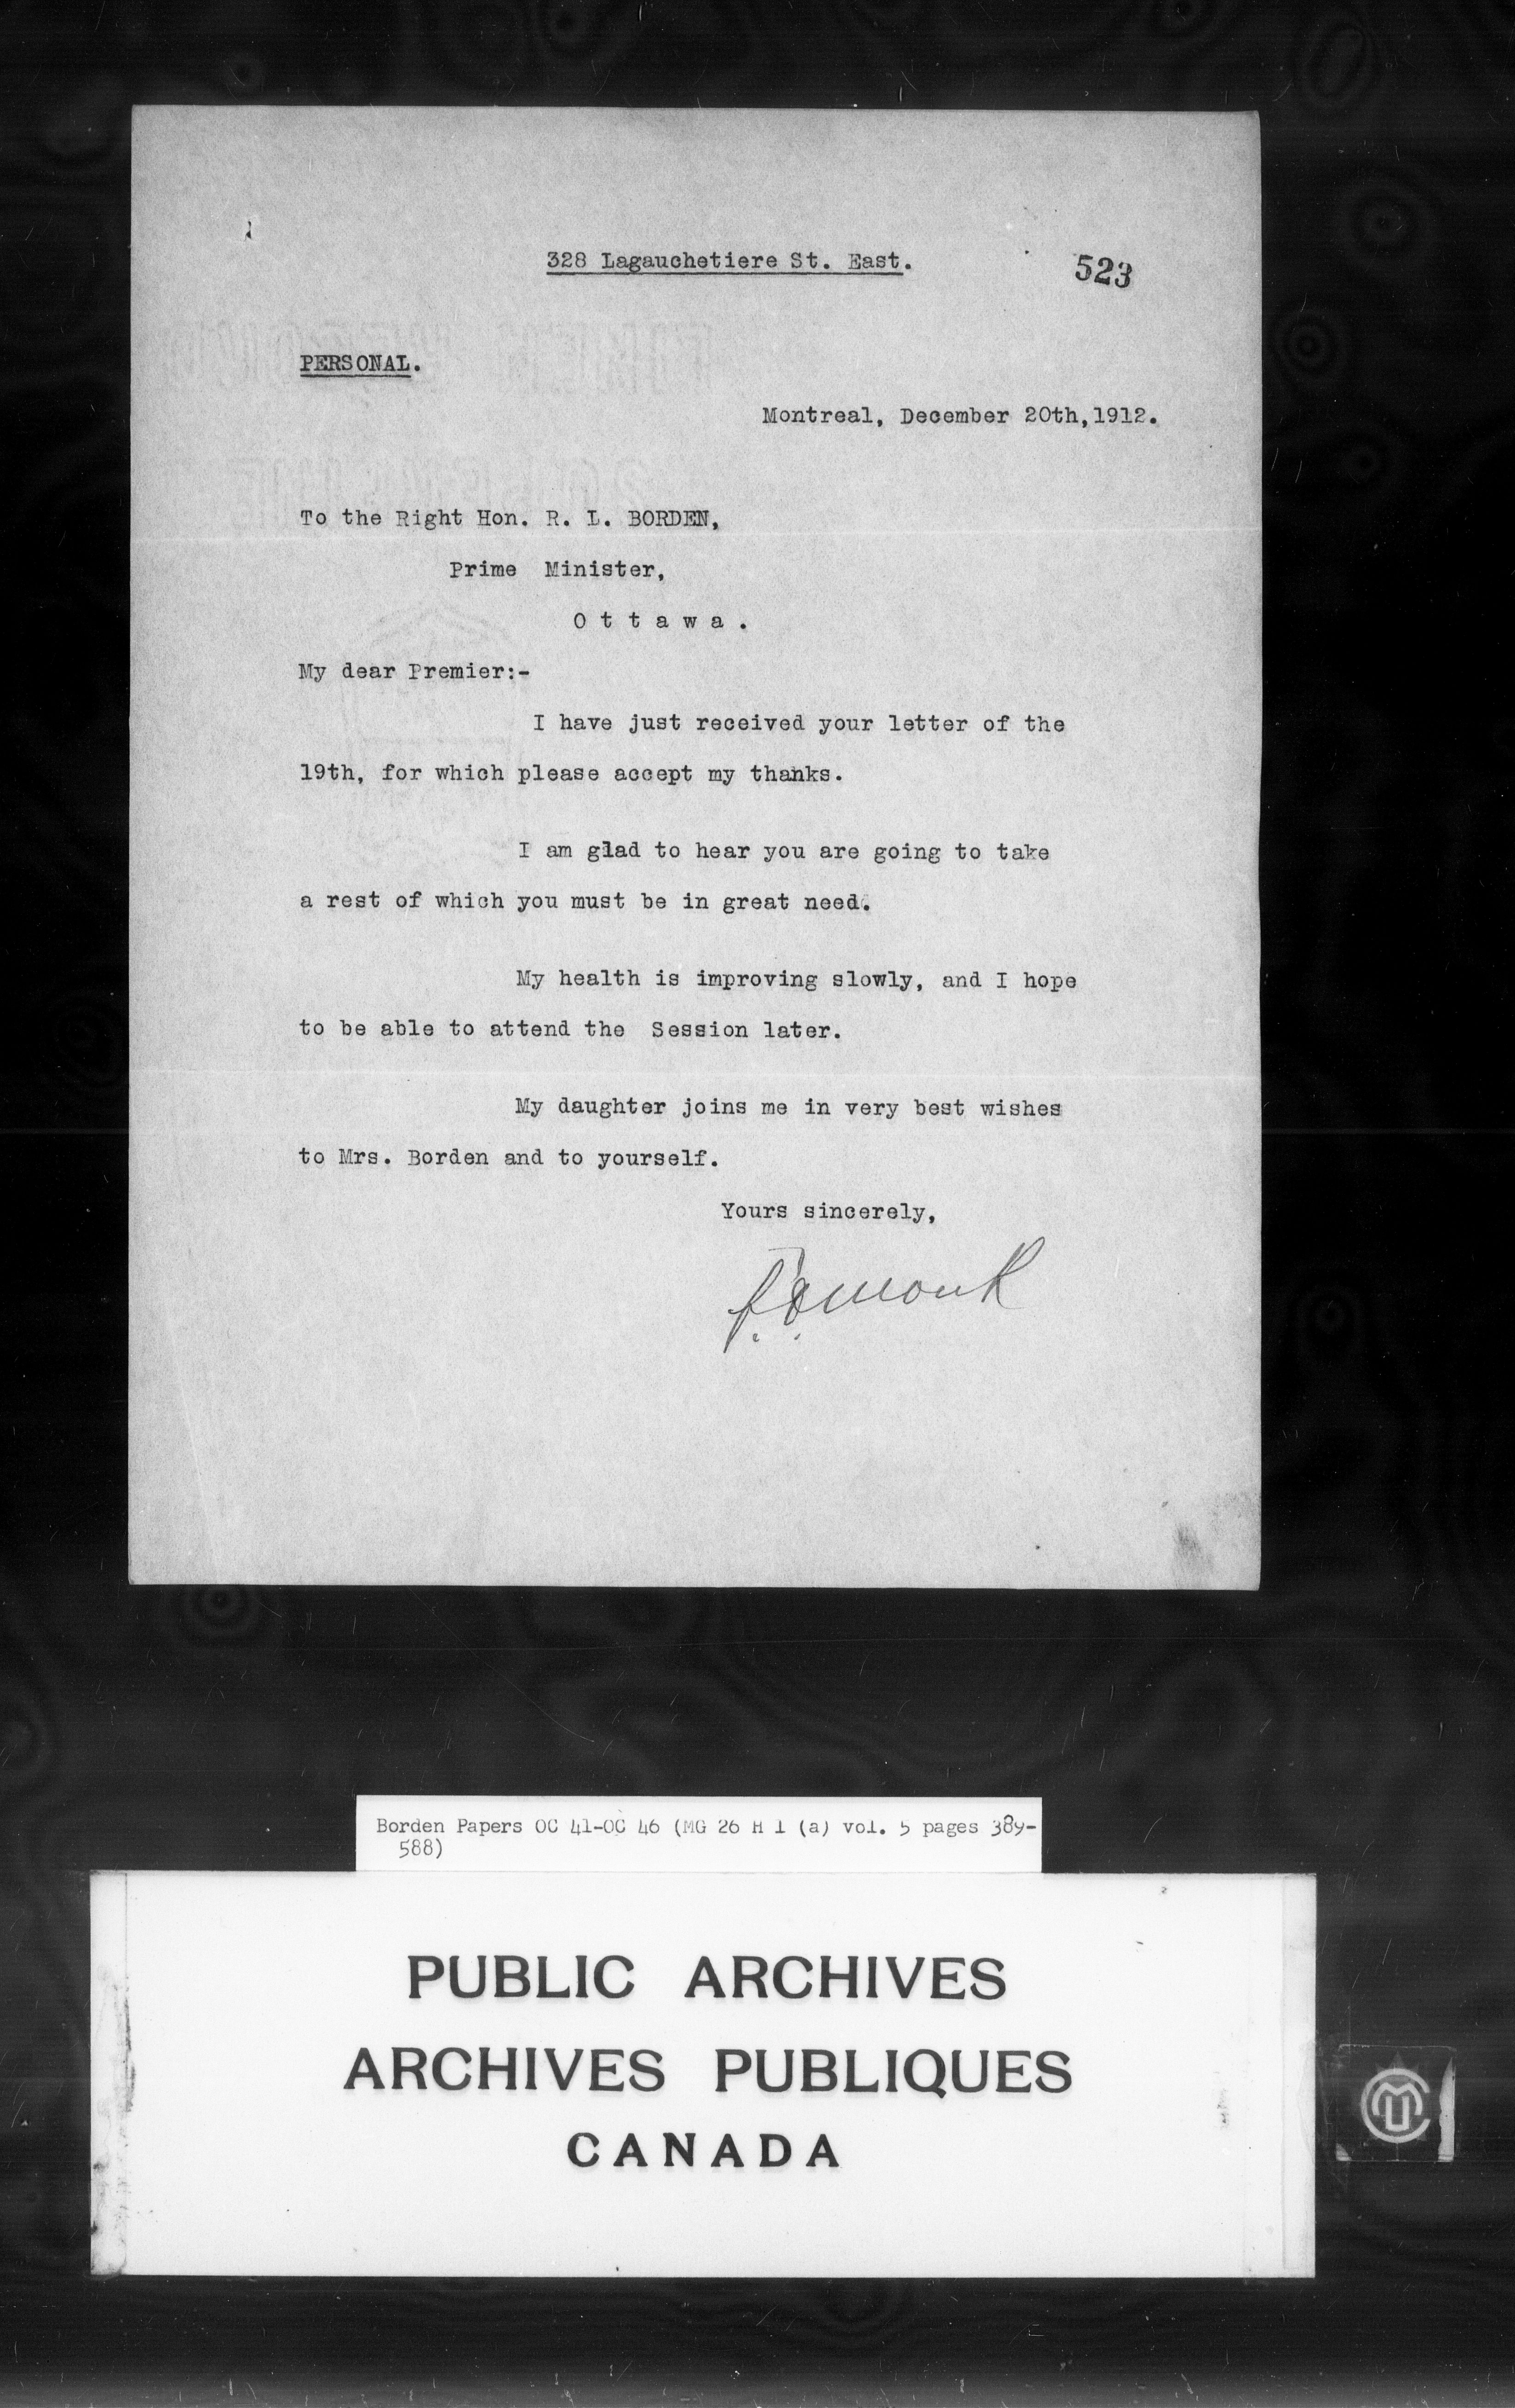 328 Lagauchetiere St. East.
523
PERSONAL.
Montreal, December 20th,1912.
To the Right Hon. R. L. BORDEN,
Prime Minister,
Ottawa.
My dear Premier:-
I have just received your letter of the
19th, for which please accept my thanks.
I am glad to hear you are going to take
a rest of which you must be in great need.
My health is improving slowly, and I hope
to be able to attend the Session later.
My daughter joins me in very best wishes
to Mrs. Borden and to yourself.
Yours sincerely,
F.D. Monk
Borden Papers OC 41-OC 46 (MG 26 H 1 (a) vol. 5 pages 389-
588)
PUBLIC ARCHIVES
ARCHIVES PUBLIQUES
CANADA